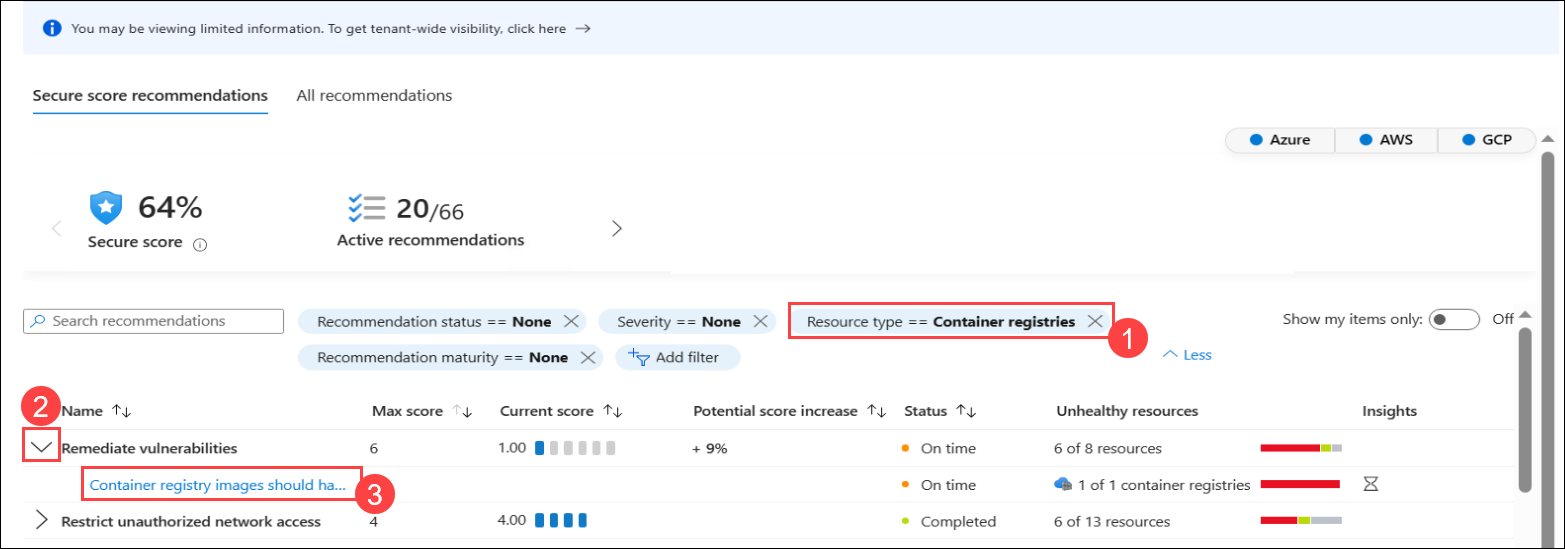 You may be viewing limited information. To get tenant-wide visibility, click here →
Secure score recommendations All recommendations
Azure AWS GCP
64% 20/66
Secure score Active recommendations
Search recommendations Recommendation status == None Severity == None Resource type == Container registries Show my items only: Off
1
Recommendation maturity == None Add filter Less
2
Name Max score Current score Potential score increase Status Unhealthy resources Insights
Remediate vulnerabilities 6 1.00 + 9% On time 6 of 8 resources
Container registry images should ha... 3 On time 1 of 1 container registries
Restrict unauthorized network access 4 4.00 Completed 6 of 13 resources